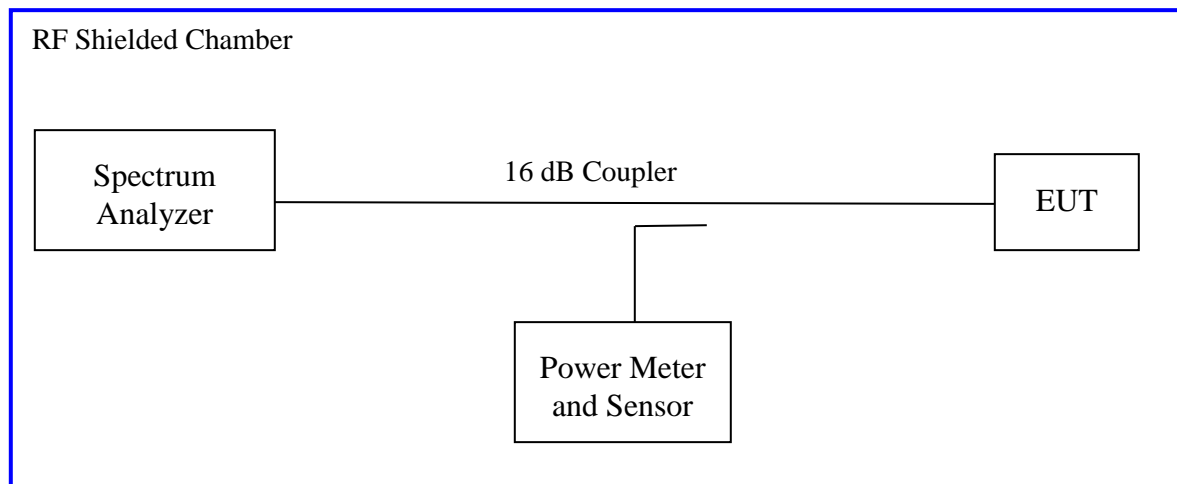 RF Shielded Chamber
Spectrum
Analyzer
16 dB Coupler
EUT
Power Meter
and Sensor